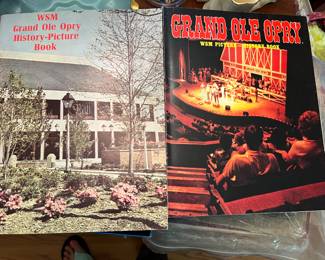 WSM
Grand Ole Opry
History-Picture
Book
GRAND OLE OPRY
WSM PICTURE-HISTORY BOOK